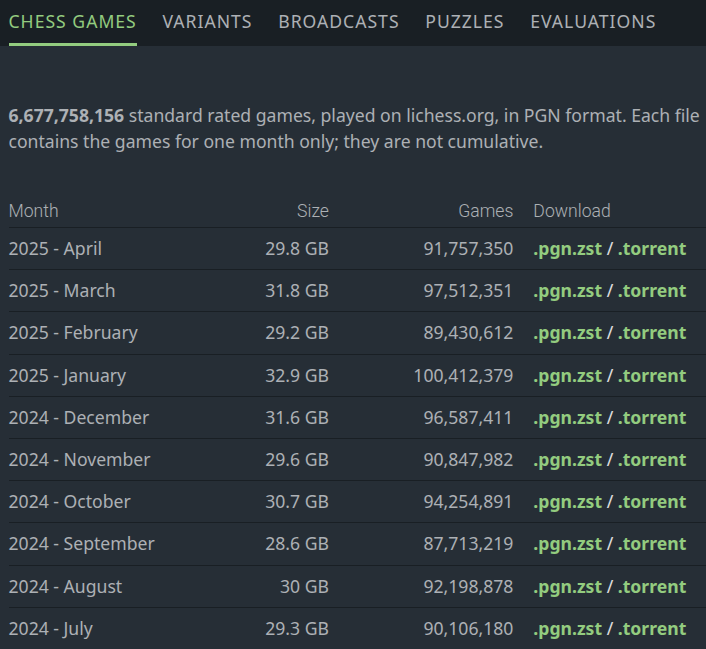 CHESS GAMES VARIANTS BROADCASTS PUZZLES EVALUATIONS
6,677,758,156 standard rated games, played on lichess.org, in PGN format. Each file
contains the games for one month only; they are not cumulative.
Month Size Games Download
2025 - April 29.8 GB 91,757,350 .pgn.zst / .torrent
2025 - March 31.8 GB 97,512,351 .pgn.zst / .torrent
2025 - February 29.2 GB 89,430,612 .pgn.zst / .torrent
2025 - January 32.9 GB 100,412,379 .pgn.zst / .torrent
2024 - December 31.6 GB 96,587,411 .pgn.zst / .torrent
2024 - November 29.6 GB 90,847,982 .pgn.zst / .torrent
2024 - October 30.7 GB 94,254,891 .pgn.zst / .torrent
2024 - September 28.6 GB 87,713,219 .pgn.zst / .torrent
2024 - August 30 GB 92,198,878 .pgn.zst / .torrent
2024 - July 29.3 GB 90,106,180 .pgn.zst / .torrent